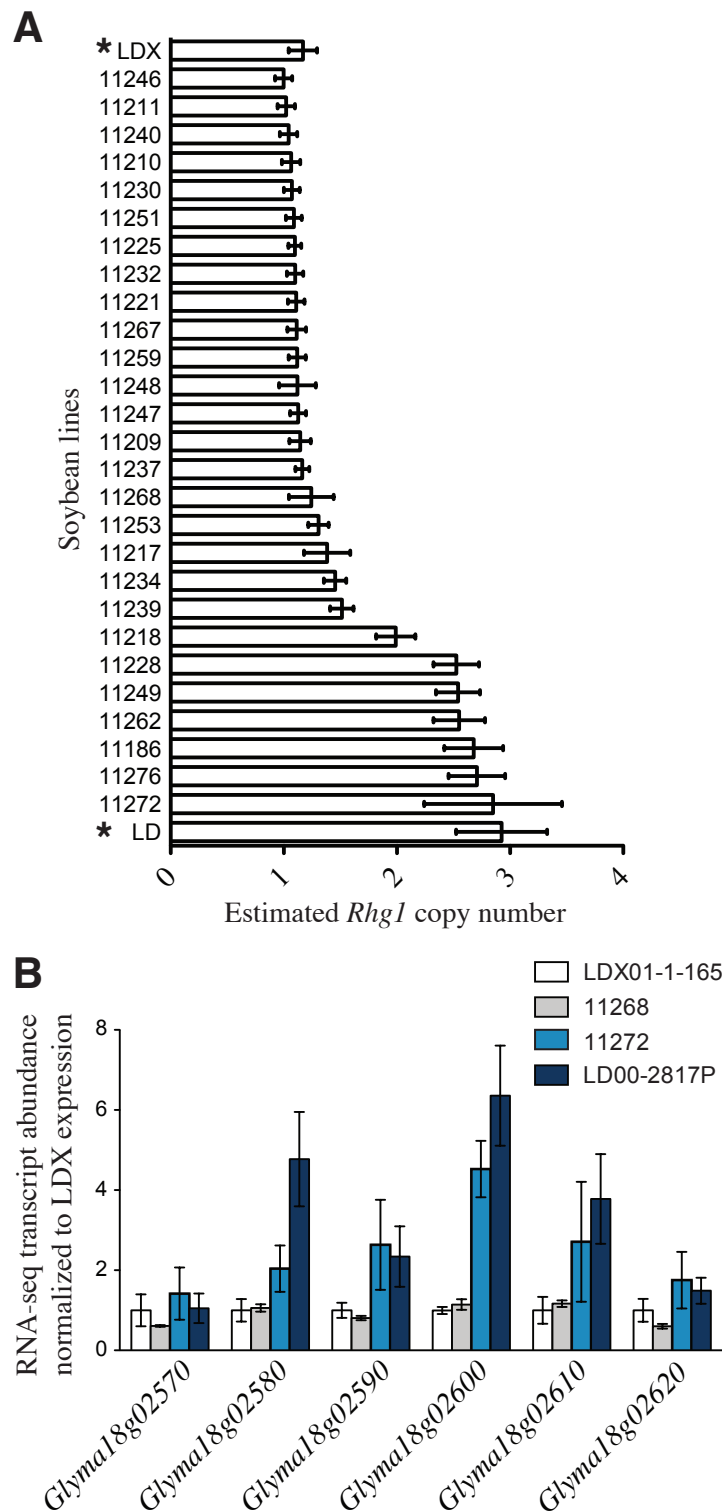 A
* LDX
11246
11211
11240
11210
11230
11251
11225
11232
11221
11267
11259
11248
11247
11209
11237
11268
11253
11217
11234
11239
11218
11228
11249
11262
11186
11276
11272
* LD
Soybean lines
0 1 2 3 4
Estimated Rhg1 copy number
B
LDX01-1-165
11268
11272
LD00-2817P
RNA-seq transcript abundance
normalized to LDX expression
8
6
4
2
0
Glyma18g02570
Glyma18g02580
Glyma18g02590
Glyma18g02600
Glyma18g02610
Glyma18g02620